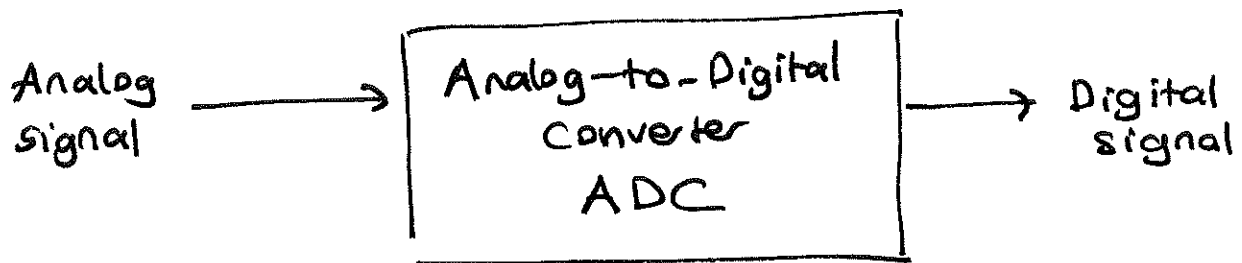 Analog
signal
Analog-to-Digital
Converter
ADC
Digital
signal